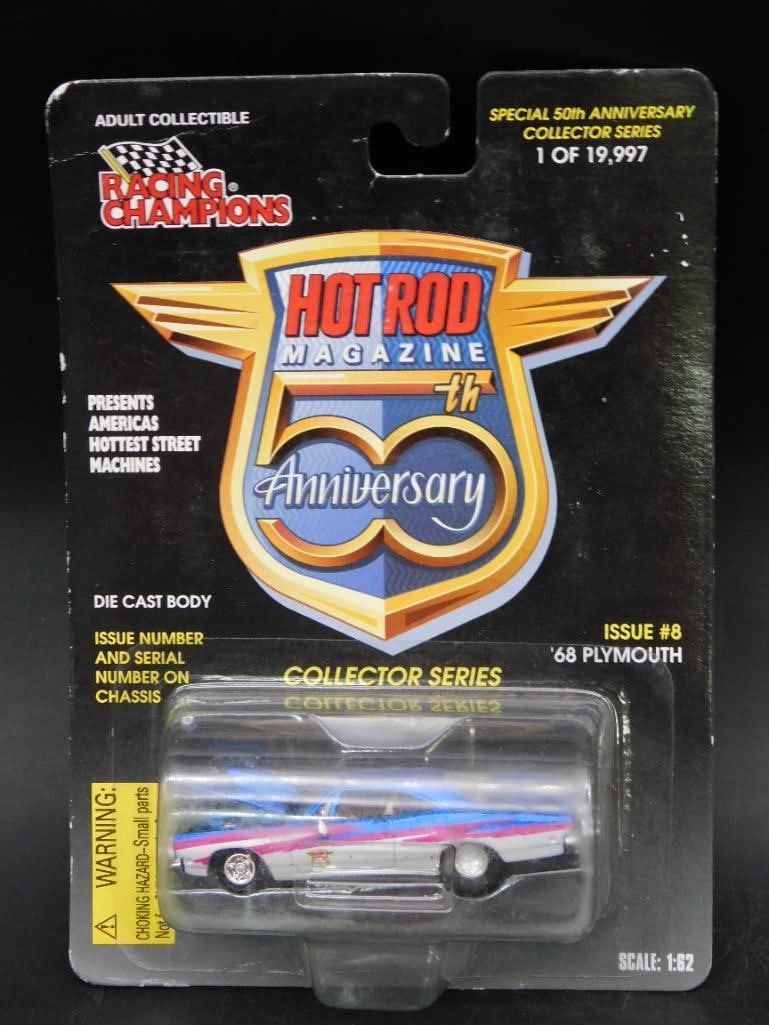 ADULT COLLECTIBLE
RACING
CHAMPIONS®
SPECIAL 50th ANNIVERSARY
COLLECTOR SERIES
1 OF 19,997
HOT ROD
MAGAZINE
50th
Anniversary
PRESENTS
AMERICAS
HOTTEST STREET
MACHINES
DIE CAST BODY
ISSUE NUMBER
AND SERIAL
NUMBER ON
CHASSIS
ISSUE #8
'68 PLYMOUTH
COLLECTOR SERIES
WARNING:
CHOKING HAZARD-Small parts
SCALE: 1:62